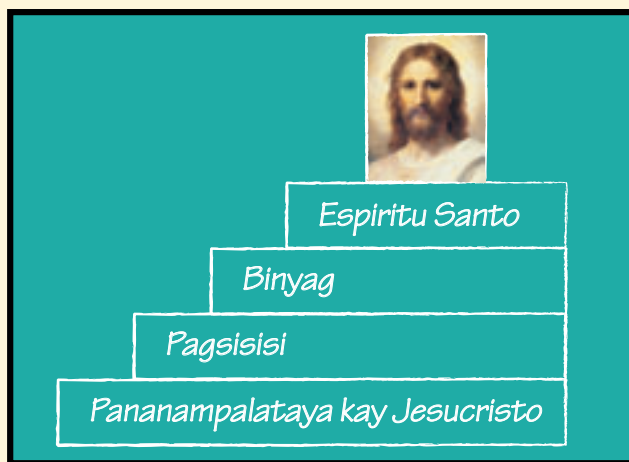 Espiritu Santo
Binyag
Pagsisisi
Pananampalataya kay Jesucristo